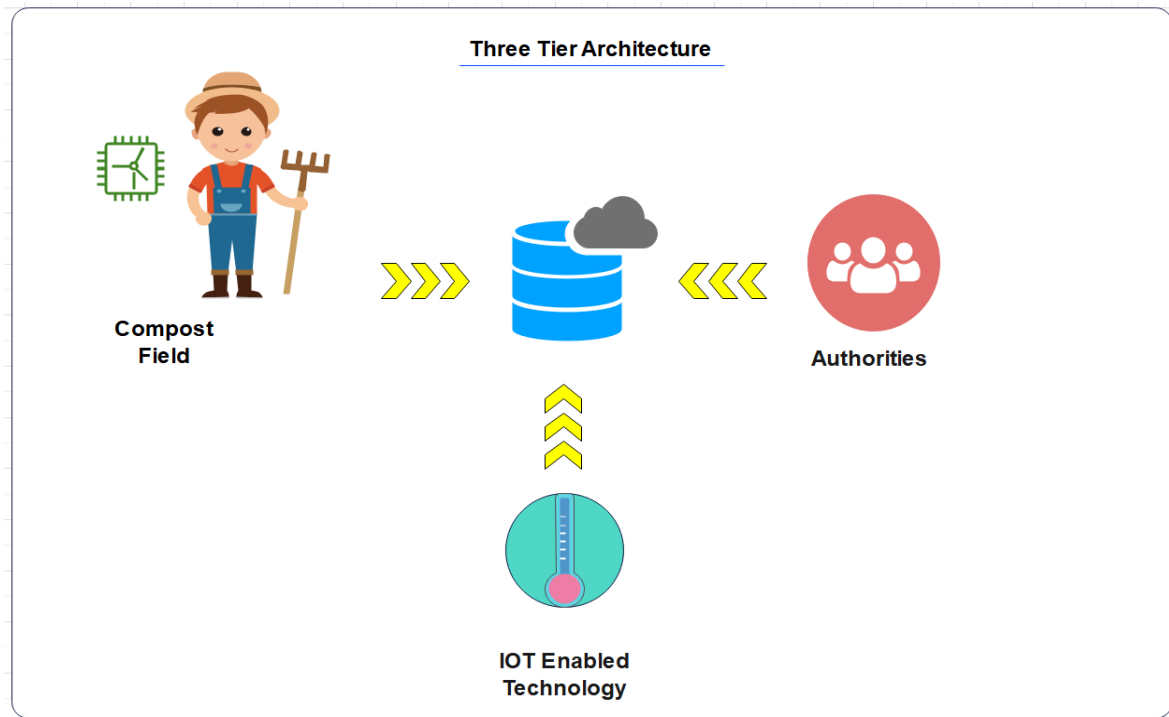 Three Tier Architecture
Compost
Field
Authorities
IOT Enabled
Technology